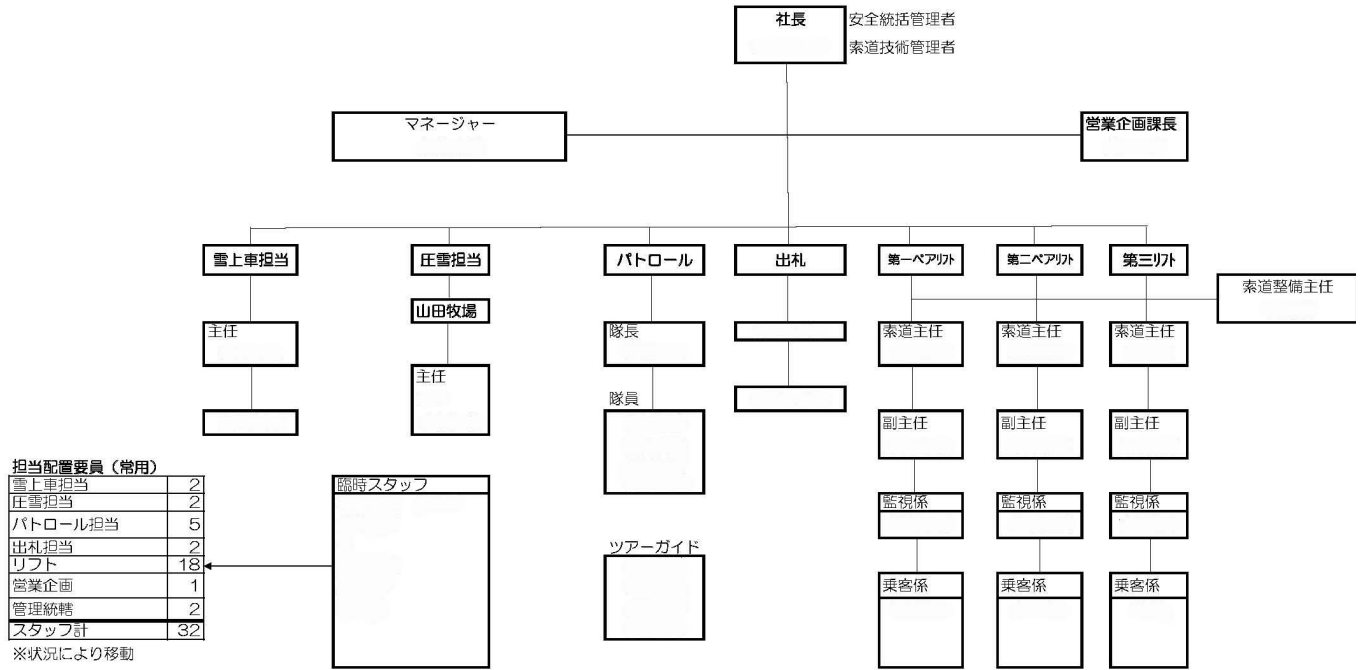 社長
安全統括管理者
索道技術管理者
マネージャー
営業企画課長
雪上車担当
圧雪担当
パトロール
出札
第一ペアリフト
第二ペアリフト
第三リフト
索道整備主任
山田牧場
主任
主任
隊長
隊員
索道主任
索道主任
索道主任
副主任
副主任
副主任
監視係
監視係
監視係
乗客係
乗客係
乗客係
ツアーガイド
臨時スタッフ
担当配置要員（常用）
雪上車担当 2
圧雪担当 2
パトロール担当 5
出札担当 2
リフト 18
営業企画 1
管理統轄 2
スタッフ計 32
※状況により移動